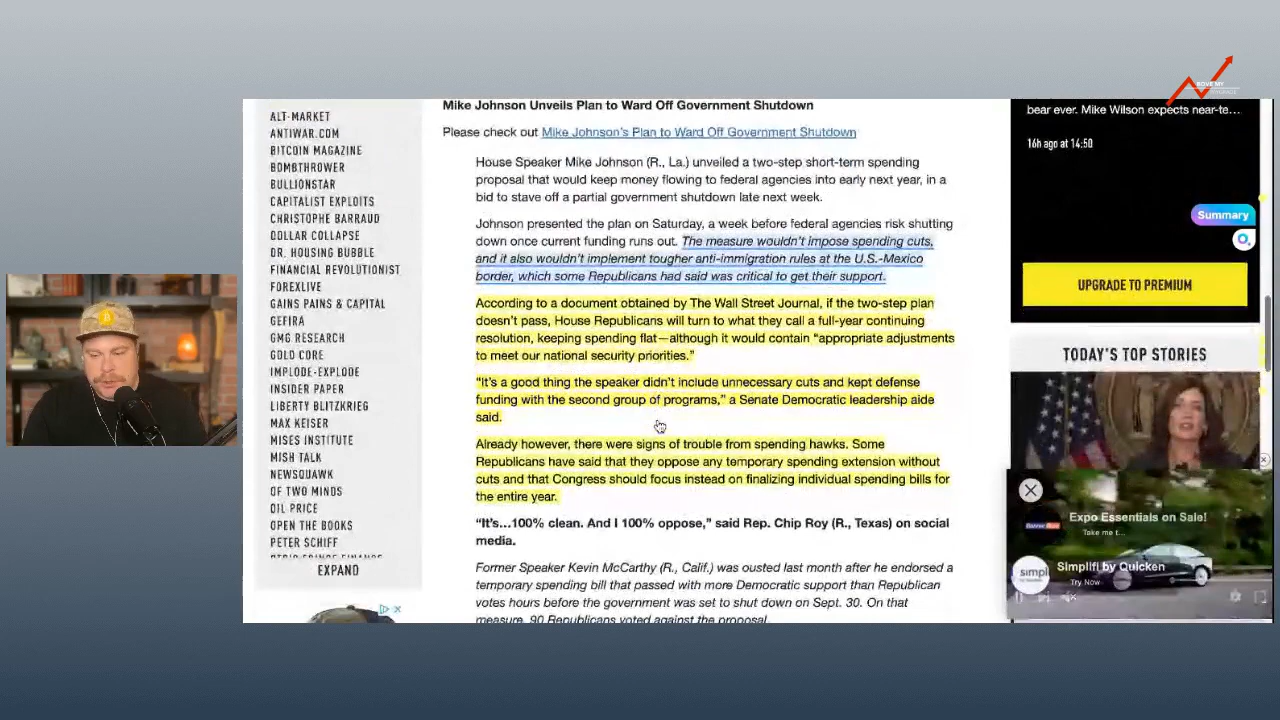 ALT-MARKET
ANTIWAR.COM
BITCOIN MAGAZINE
BOMBTHROWER
BULLIONSTAR
CAPITALIST EXPLOITS
CHRISTOPHE BARRAUD
DOLLAR COLLAPSE
DR. HOUSING BUBBLE
FINANCIAL REVOLUTIONIST
FOREXLIVE
GAINS PAINS & CAPITAL
GEFIRA
GMG RESEARCH
GOLD CORE
IMPLODE-EXPLODE
INSIDER PAPER
LIBERTY BLITZKRIEG
MAX KEISER
MISES INSTITUTE
MISH TALK
NEWSQUAWK
OF TWO MINDS
OIL PRICE
OPEN THE BOOKS
PETER SCHIFF
EXPAND
Mike Johnson Unveils Plan to Ward Off Government Shutdown
Please check out Mike Johnson's Plan to Ward Off Government Shutdown
House Speaker Mike Johnson (R., La.) unveiled a two-step short-term spending
proposal that would keep money flowing to federal agencies into early next year, in a
bid to stave off a partial government shutdown late next week.
Johnson presented the plan on Saturday, a week before federal agencies risk shutting
down once current funding runs out. The measure wouldn't impose spending cuts,
and it also wouldn't implement tougher anti-immigration rules at the U.S.-Mexico
border, which some Republicans had said was critical to get their support.
According to a document obtained by The Wall Street Journal, if the two-step plan
doesn't pass, House Republicans will turn to what they call a full-year continuing
resolution, keeping spending flat—although it would contain “appropriate adjustments
to meet our national security priorities.”
“It's a good thing the speaker didn't include unnecessary cuts and kept defense
funding with the second group of programs,” a Senate Democratic leadership aide
said.
Already however, there were signs of trouble from spending hawks. Some
Republicans have said that they oppose any temporary spending extension without
cuts and that Congress should focus instead on finalizing individual spending bills for
the entire year.
“It's…100% clean. And I 100% oppose,” said Rep. Chip Roy (R., Texas) on social
media.
Former Speaker Kevin McCarthy (R., Calif.) was ousted last month after he endorsed a
temporary spending bill that passed with more Democratic support than Republican
votes hours before the government was set to shut down on Sept. 30. On that
measure, 90 Republicans voted against the proposal.
bear ever. Mike Wilson expects near-te...
16h ago at 14:50
Summary
UPGRADE TO PREMIUM
TODAY'S TOP STORIES
Expo Essentials on Sale!
Take me t...
simpli
Simplifi by Quicken
Try Now